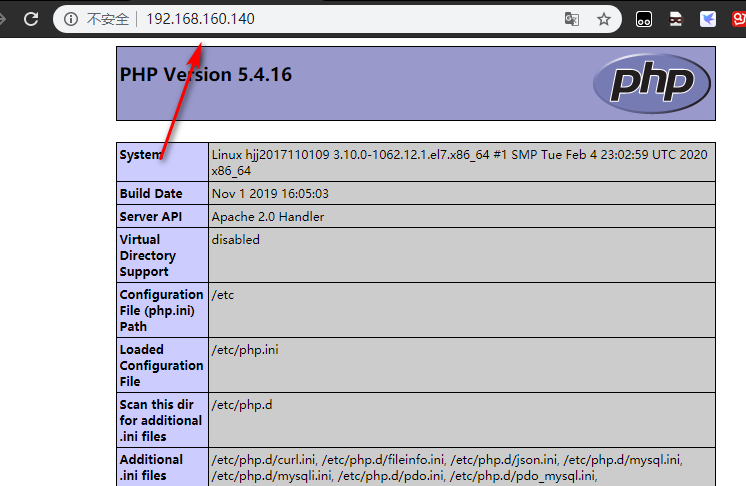 不安全 192.168.160.140
PHP Version 5.4.16
php
System
Linux hjj2017110109 3.10.0-1062.12.1.el7.x86_64 #1 SMP Tue Feb 4 23:02:59 UTC 2020
x86_64
Build Date
Nov 1 2019 16:05:03
Server API
Apache 2.0 Handler
Virtual
Directory
Support
disabled
Configuration
File (php.ini)
Path
/etc
Loaded
Configuration
File
/etc/php.ini
Scan this dir
for additional
.ini files
/etc/php.d
Additional
.ini files
/etc/php.d/curl.ini, /etc/php.d/fileinfo.ini, /etc/php.d/json.ini, /etc/php.d/mysql.ini,
/etc/php.d/mysqli.ini, /etc/php.d/pdo.ini, /etc/php.d/pdo_mysql.ini,